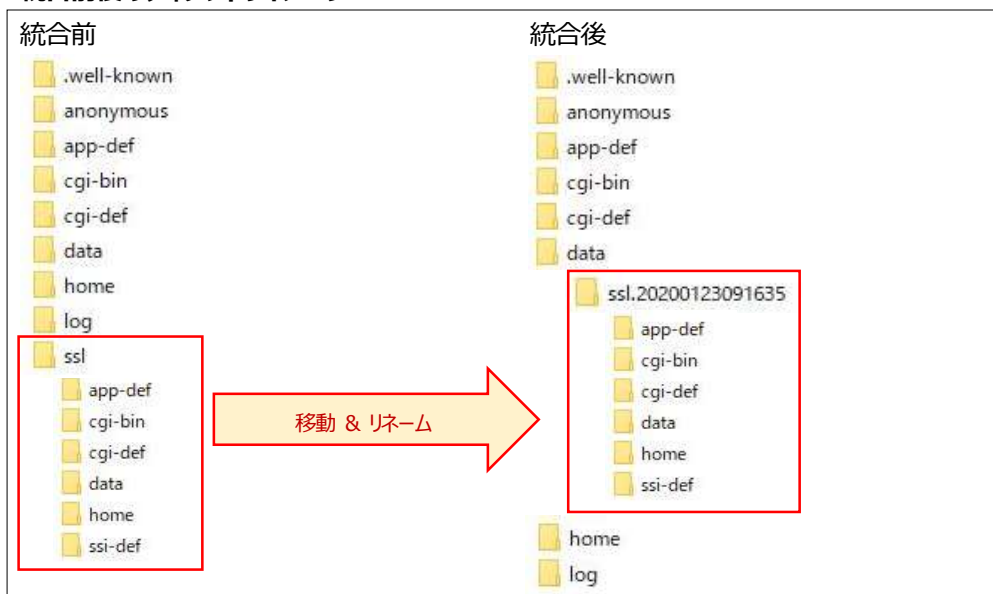 統合前
.well-known
anonymous
app-def
cgi-bin
cgi-def
data
home
log
ssl
app-def
cgi-bin
cgi-def
data
home
ssi-def
移動 & リネーム
統合後
.well-known
anonymous
app-def
cgi-bin
cgi-def
data
ssl.20200123091635
app-def
cgi-bin
cgi-def
data
home
ssi-def
home
log